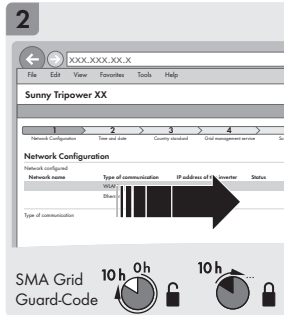 2
XXX.XXX.XX.X
File Edit View Favorites Tools Help
Sunny Tripower XX
1 2 3 4
Network Configuration Time and date Country standard Grid management service
Network Configuration
Network configured
Network name Type of communication IP address of the inverter Status
WLAN
Type of communication
SMA Grid
Guard-Code
10 h 0h 10 h ...